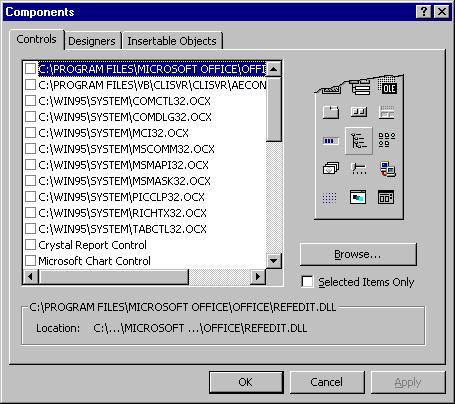 Components
Controls Designers Insertable Objects
C:\PROGRAM FILES\MICROSOFT OFFICE\OFFI
C:\PROGRAM FILES\VB\CLISVR\CLISVR\AECON
C:\WIN95\SYSTEM\COMCTL32.OCX
C:\WIN95\SYSTEM\COMDLG32.OCX
C:\WIN95\SYSTEM\MCI32.OCX
C:\WIN95\SYSTEM\MSCOMM32.OCX
C:\WIN95\SYSTEM\MSMAPI32.OCX
C:\WIN95\SYSTEM\MSMASK32.OCX
C:\WIN95\SYSTEM\PICCLP32.OCX
C:\WIN95\SYSTEM\RICHTX32.OCX
C:\WIN95\SYSTEM\TABCTL32.OCX
Crystal Report Control
Microsoft Chart Control
OLE
Browse...
Selected Items Only
C:\PROGRAM FILES\MICROSOFT OFFICE\OFFICE\REFEDIT.DLL
Location: C:\...\MICROSOFT ...\OFFICE\REFEDIT.DLL
OK Cancel Apply